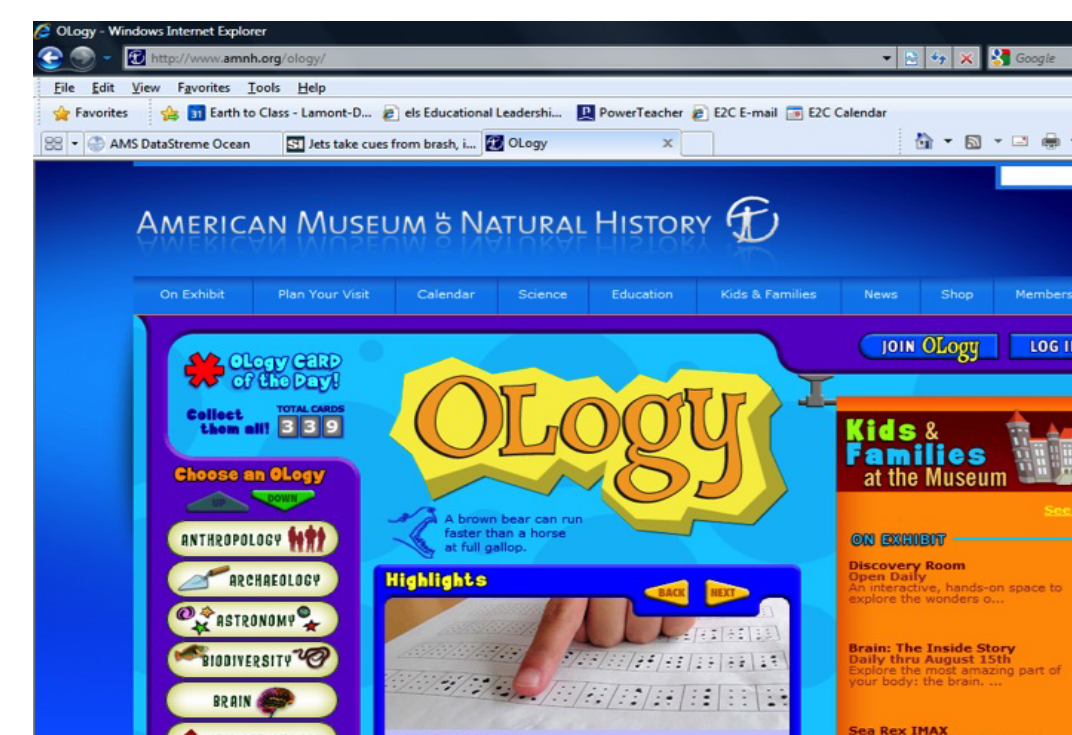 OLogy - Windows Internet Explorer
http://www.amnh.org/ology/
Google
File Edit View Favorites Tools Help
Favorites
31 Earth to Class - Lamont-D...
els Educational Leadershi...
PowerTeacher
E2C E-mail
E2C Calendar
AMS DataStreme Ocean
SI Jets take cues from brash, i...
OLogy
AMERICAN MUSEUM OF NATURAL HISTORY
On Exhibit
Plan Your Visit
Calendar
Science
Education
Kids & Families
News
Shop
Members
OLogy CARD
of the Day!
Collect
them all!
TOTAL CARDS
339
Choose an OLogy
UP
DOWN
ANTHROPOLOGY
ARCHAEOLOGY
ASTRONOMY
BIODIVERSITY
BRAIN
OLogy
A brown bear can run
faster than a horse
at full gallop.
Highlights
BACK
NEXT
JOIN OLogy
LOG I
Kids &
Families
at the Museum
See
ON EXHIBIT
Discovery Room
Open Daily
An interactive, hands-on space to
explore the wonders o...
Brain: The Inside Story
Daily thru August 15th
Explore the most amazing part of
your body: the brain. ...
Sea Rex IMAX